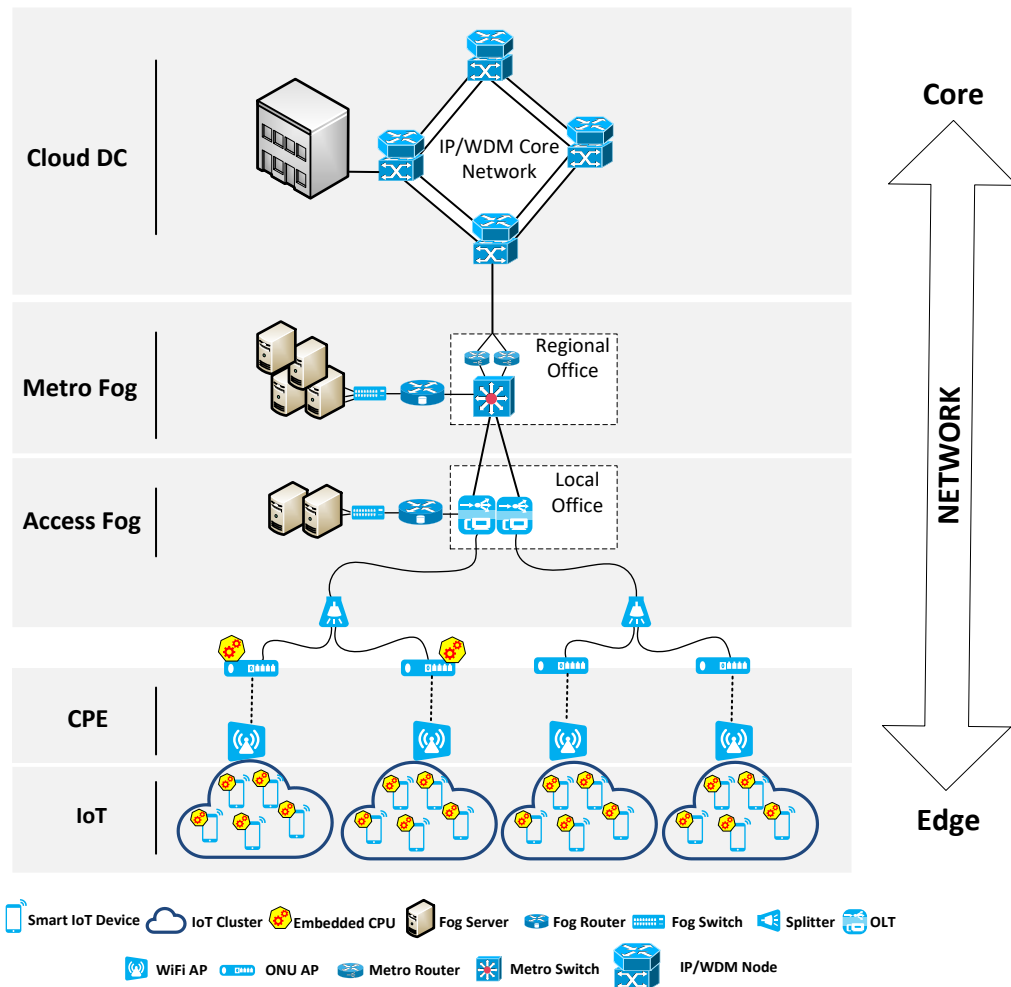 Core
Cloud DC
IP/WDM Core
Network
Metro Fog
Regional
Office
NETWORK
Access Fog
Local
Office
CPE
IoT
Edge
Smart IoT Device
IoT Cluster
Embedded CPU
Fog Server
Fog Router
Fog Switch
Splitter
OLT
WiFi AP
ONU AP
Metro Router
Metro Switch
IP/WDM Node